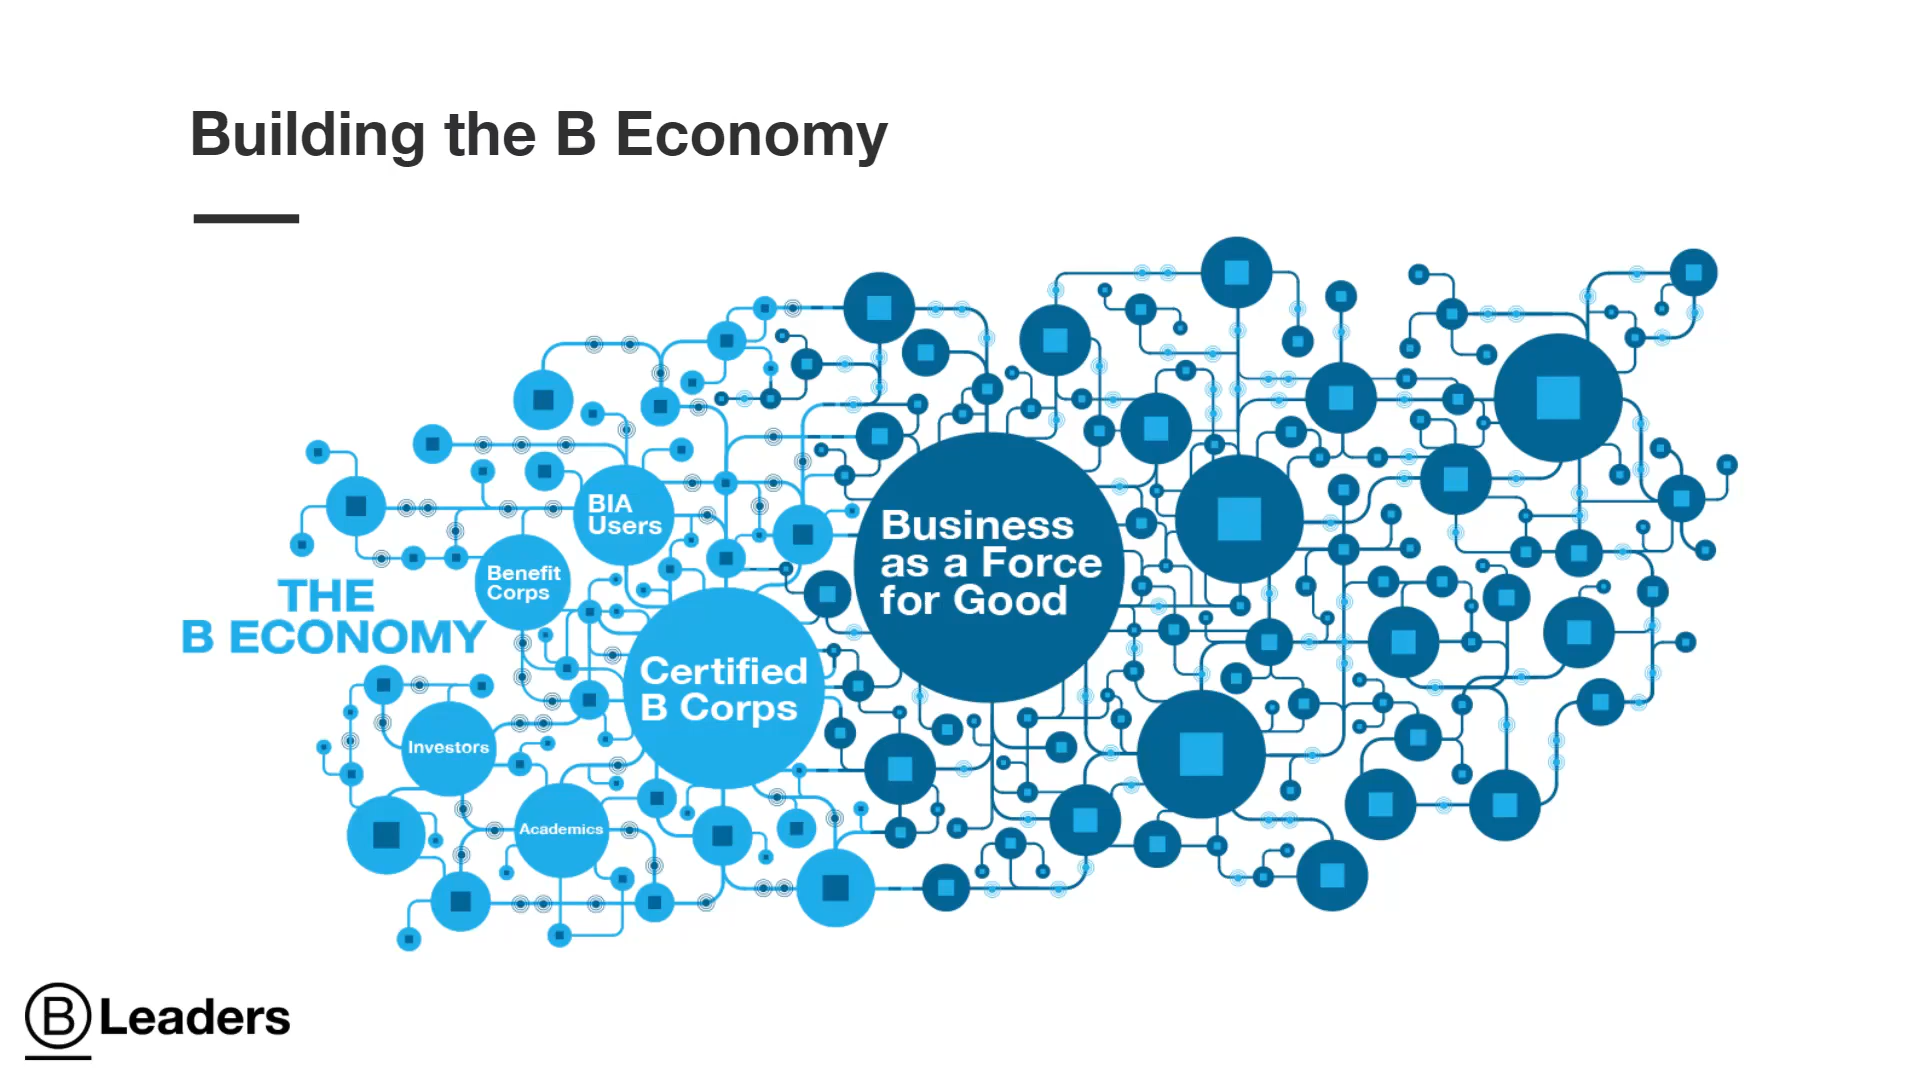 Building the B Economy
BIA
Users
Benefit
Corps
THE
B ECONOMY
Business
as a Force
for Good
Certified
B Corps
Investors
Academics
B Leaders